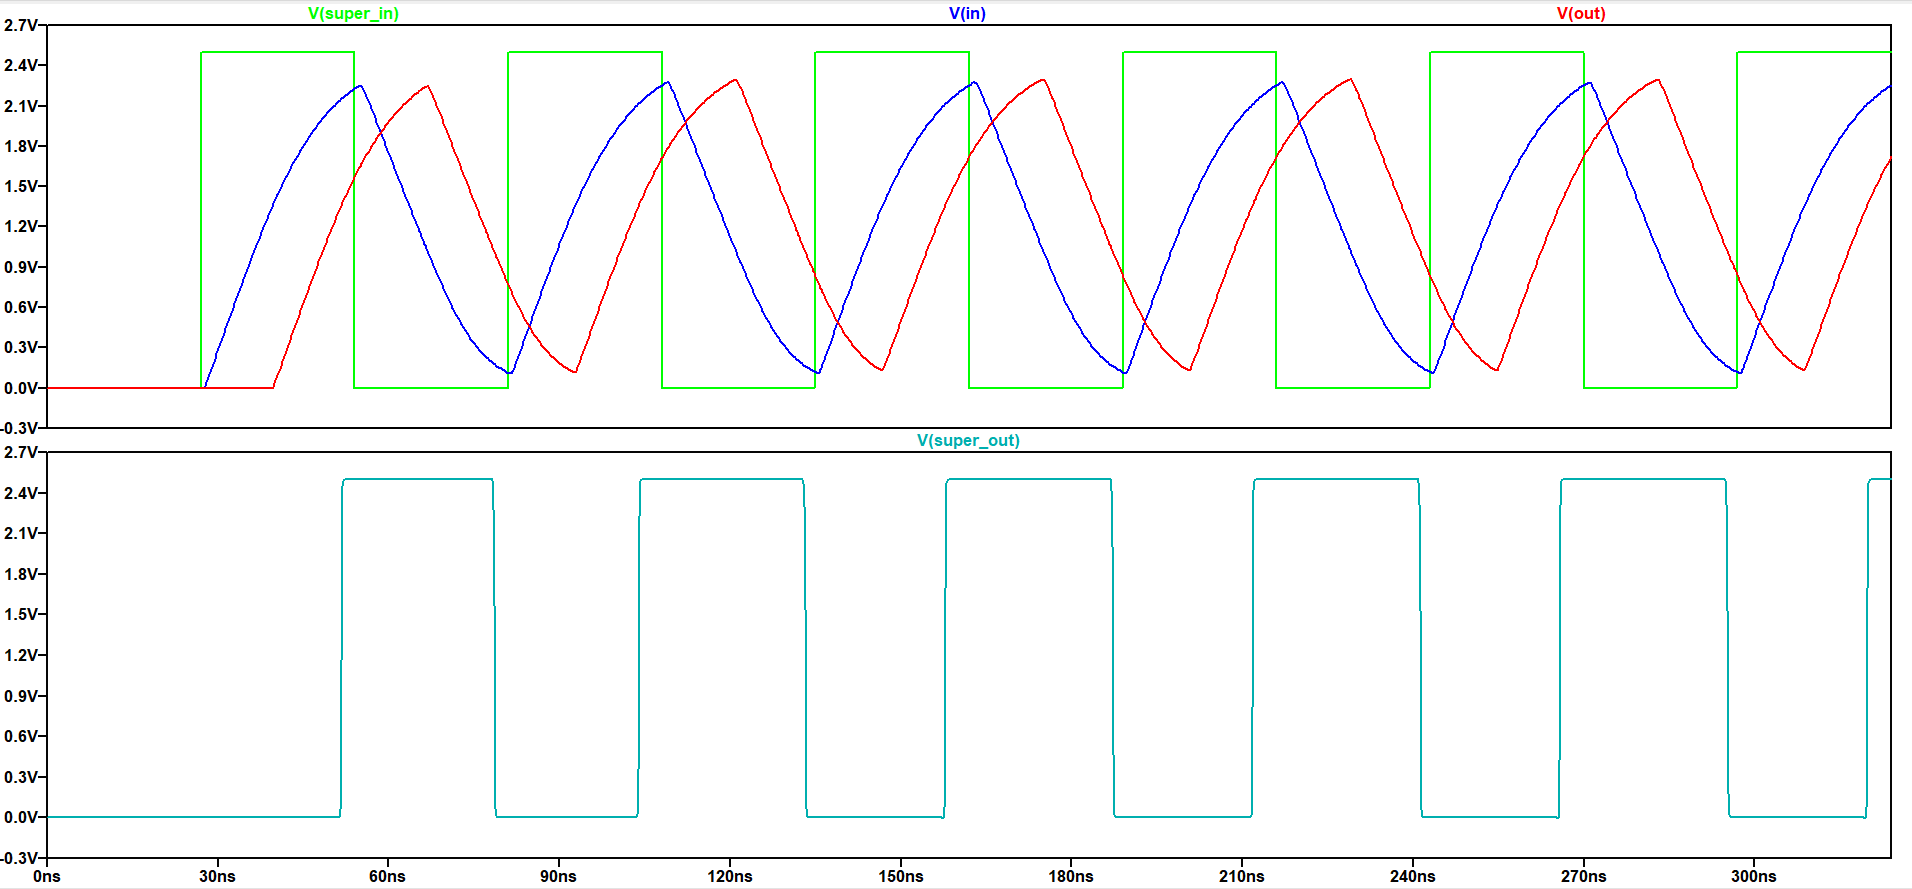 V(super_in) V(in) V(out)
2.7V
2.4V
2.1V
1.8V
1.5V
1.2V
0.9V
0.6V
0.3V
0.0V
-0.3V
V(super_out)
2.7V
2.4V
2.1V
1.8V
1.5V
1.2V
0.9V
0.6V
0.3V
0.0V
-0.3V
0ns 30ns 60ns 90ns 120ns 150ns 180ns 210ns 240ns 270ns 300ns